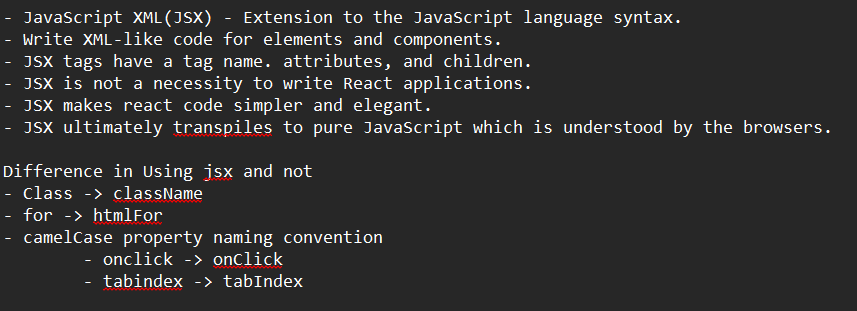 - JavaScript XML(JSX) - Extension to the JavaScript language syntax.
- Write XML-like code for elements and components.
- JSX tags have a tag name. attributes, and children.
- JSX is not a necessity to write React applications.
- JSX makes react code simpler and elegant.
- JSX ultimately transpiles to pure JavaScript which is understood by the browsers.

Difference in Using jsx and not
- Class -> className
- for -> htmlFor
- camelCase property naming convention
        - onclick -> onClick
        - tabindex -> tabIndex